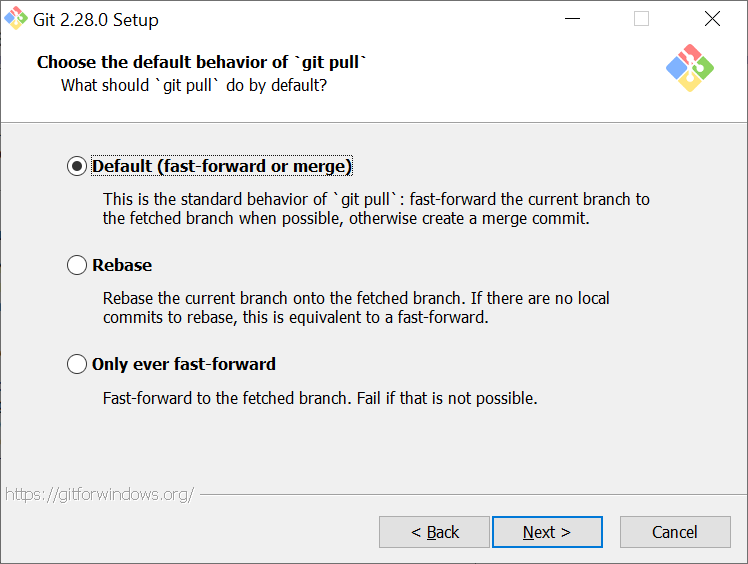 Git 2.28.0 Setup
Choose the default behavior of `git pull`
What should `git pull` do by default?
Default (fast-forward or merge)
This is the standard behavior of `git pull`: fast-forward the current branch to
the fetched branch when possible, otherwise create a merge commit.
Rebase
Rebase the current branch onto the fetched branch. If there are no local
commits to rebase, this is equivalent to a fast-forward.
Only ever fast-forward
Fast-forward to the fetched branch. Fail if that is not possible.
https://gitforwindows.org/
< Back
Next >
Cancel